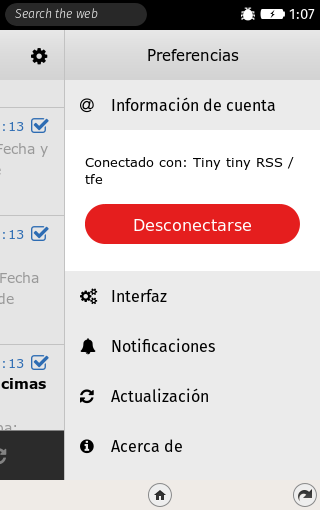 Search the web
1:07
Preferencias
Información de cuenta
:13
Fecha y
Conectado con: Tiny tiny RSS /
tfe
Desconectarse
:13
Fecha
de
Interfaz
Notificaciones
:13
cimas
Actualización
Acerca de